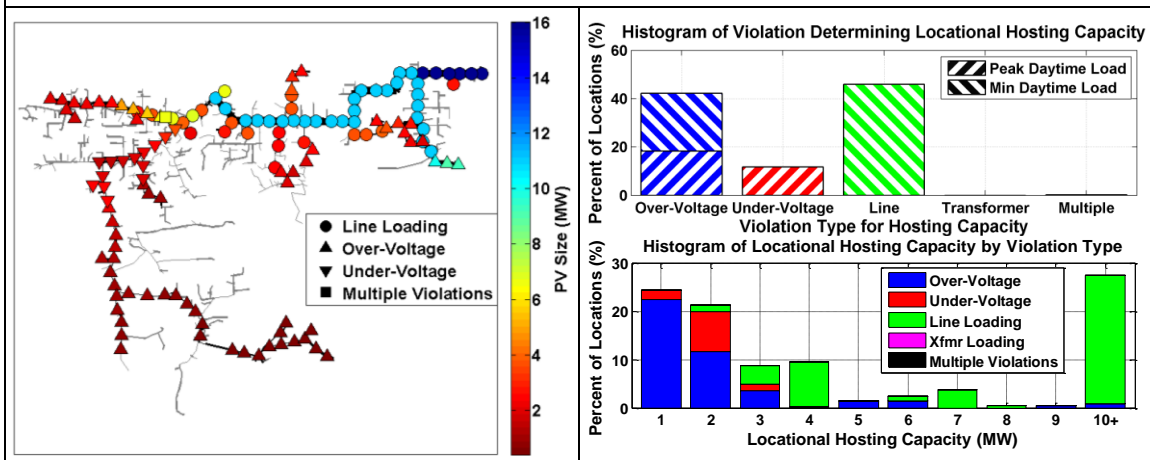 16
14
12
10
8
6
4
2
PV Size (MW)
Line Loading
Over-Voltage
Under-Voltage
Multiple Violations
Histogram of Violation Determining Locational Hosting Capacity
Percent of Locations (%)
60
40
20
0
Peak Daytime Load
Min Daytime Load
Over-Voltage Under-Voltage Line Transformer Multiple
Violation Type for Hosting Capacity
Histogram of Locational Hosting Capacity by Violation Type
Percent of Locations (%)
30
20
10
0
Over-Voltage
Under-Voltage
Line Loading
Xfmr Loading
Multiple Violations
1 2 3 4 5 6 7 8 9 10+
Locational Hosting Capacity (MW)